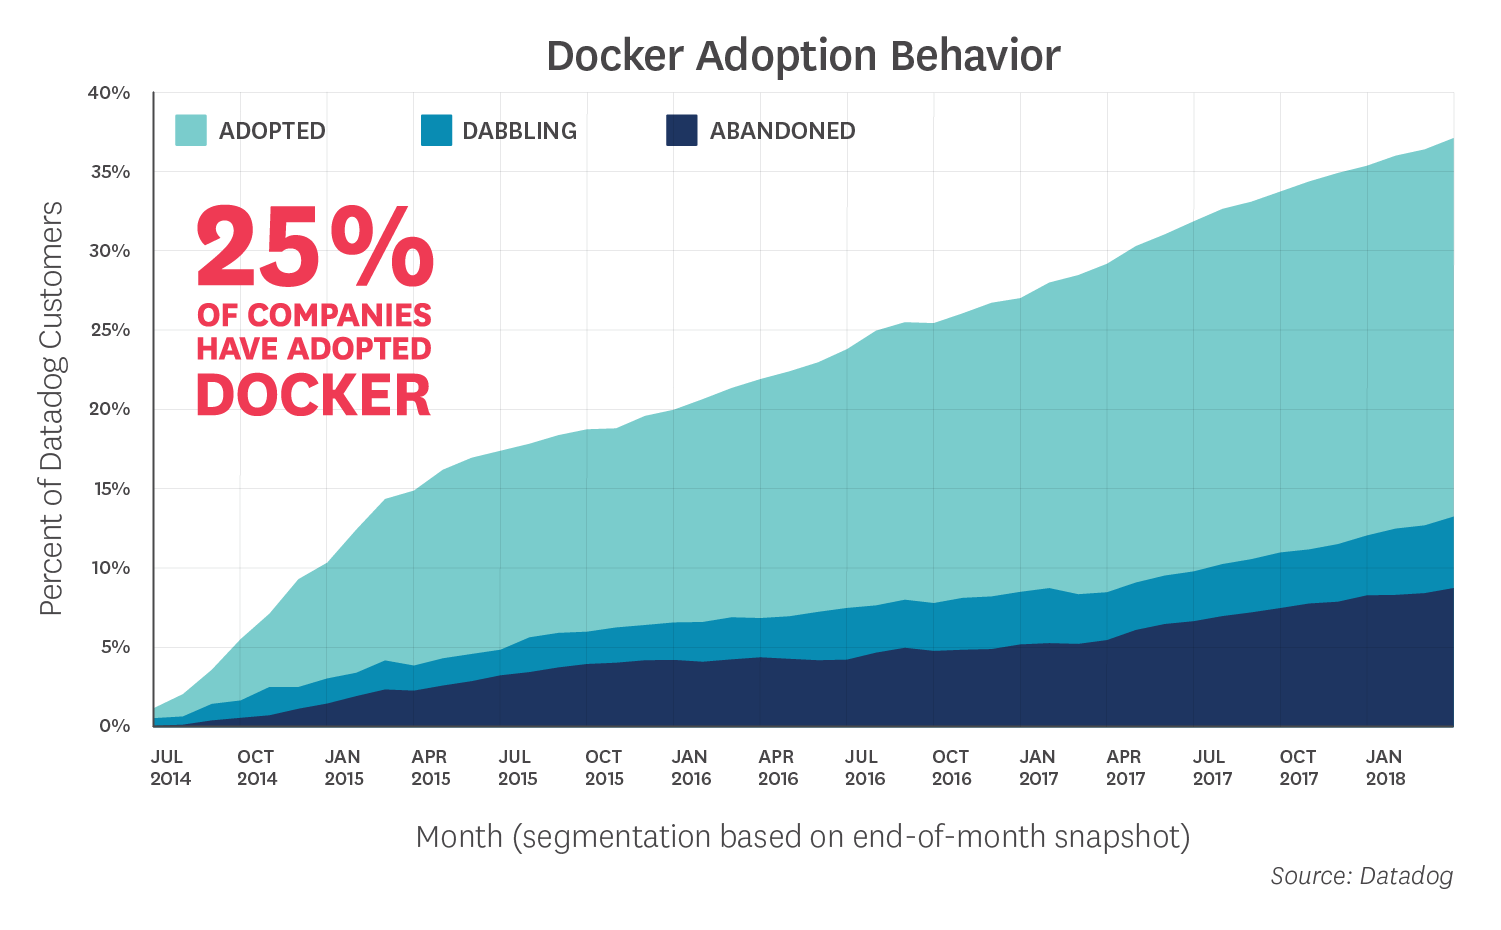 Docker Adoption Behavior
40%
35%
30%
25%
20%
15%
10%
5%
0%
ADOPTED
DABBLING
ABANDONED
25%
OF COMPANIES
HAVE ADOPTED
DOCKER
Percent of Datadog Customers
JUL
2014
OCT
2014
JAN
2015
APR
2015
JUL
2015
OCT
2015
JAN
2016
APR
2016
JUL
2016
OCT
2016
JAN
2017
APR
2017
JUL
2017
OCT
2017
JAN
2018
Month (segmentation based on end-of-month snapshot)
Source: Datadog